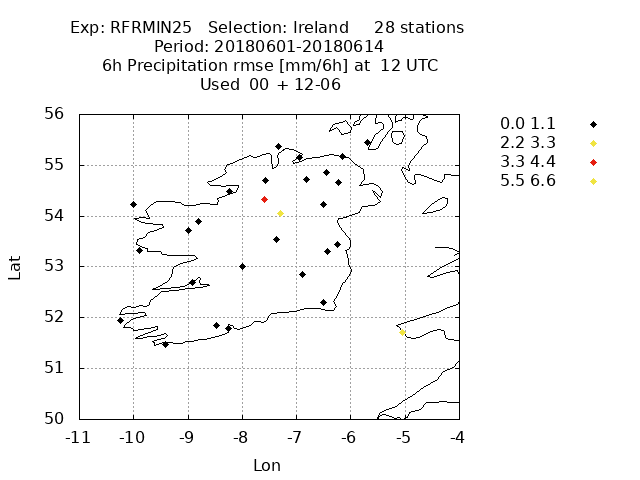 Exp: RFRMIN25   Selection: Ireland     28 stations
Period: 20180601-20180614
6h Precipitation rmse [mm/6h] at  12 UTC
Used  00 + 12-06
0.0 1.1
2.2 3.3
3.3 4.4
5.5 6.6
56
55
54
53
52
51
50
Lat
-11 -10 -9 -8 -7 -6 -5 -4
Lon